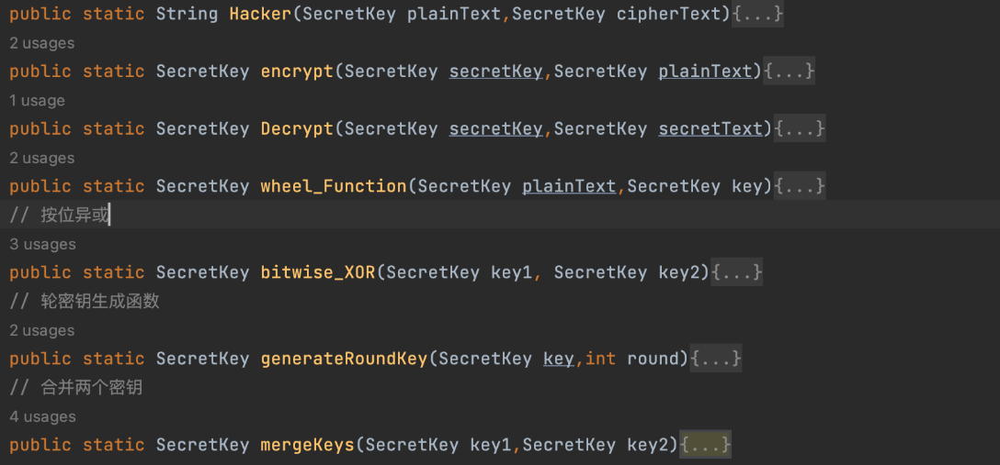 public static String Hacker(SecretKey plainText,SecretKey cipherText){...}
2 usages
public static SecretKey encrypt(SecretKey secretKey,SecretKey plainText){...}
1 usage
public static SecretKey Decrypt(SecretKey secretKey,SecretKey secretText){...}
2 usages
public static SecretKey wheel_Function(SecretKey plainText,SecretKey key){...}
// 按位异或
3 usages
public static SecretKey bitwise_XOR(SecretKey key1, SecretKey key2){...}
// 轮密钥生成函数
2 usages
public static SecretKey generateRoundKey(SecretKey key,int round){...}
// 合并两个密钥
4 usages
public static SecretKey mergeKeys(SecretKey key1,SecretKey key2){...}